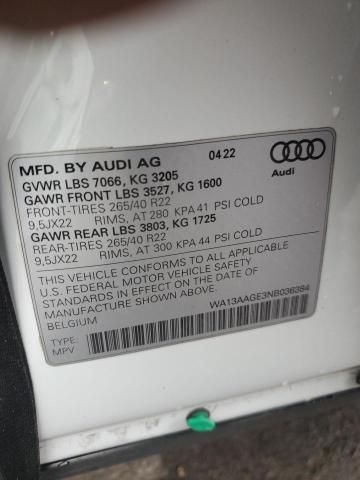 MFD. BY AUDI AG 04 22
GVWR LBS 7066, KG 3205
GAWR FRONT LBS 3527, KG 1600
FRONT-TIRES 265/40 R22
9,5JX22 RIMS, AT 280 KPA 41 PSI COLD
GAWR REAR LBS 3803, KG 1725
REAR-TIRES 265/40 R22
9,5JX22 RIMS, AT 300 KPA 44 PSI COLD
Audi
THIS VEHICLE CONFORMS TO ALL APPLICABLE
U.S. FEDERAL MOTOR VEHICLE SAFETY
STANDARDS IN EFFECT ON THE DATE OF
MANUFACTURE SHOWN ABOVE.
BELGIUM
WA13AAGE3NB036384
TYPE:
MPV